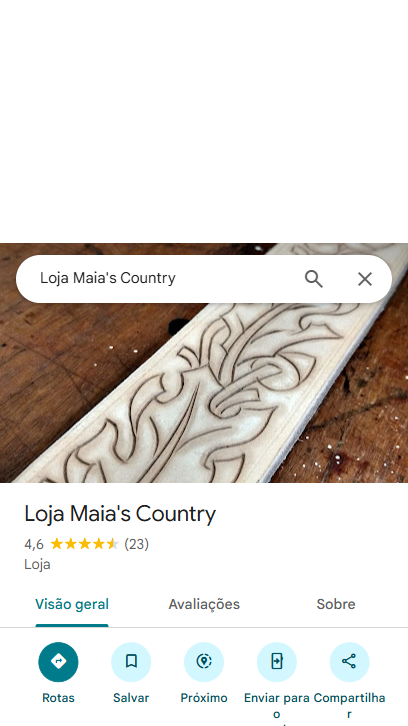 Loja Maia's Country
Loja Maia's Country
4,6 (23)
Loja
Visão geral Avaliações Sobre
Rotas Salvar Próximo Enviar para o Compartilhar